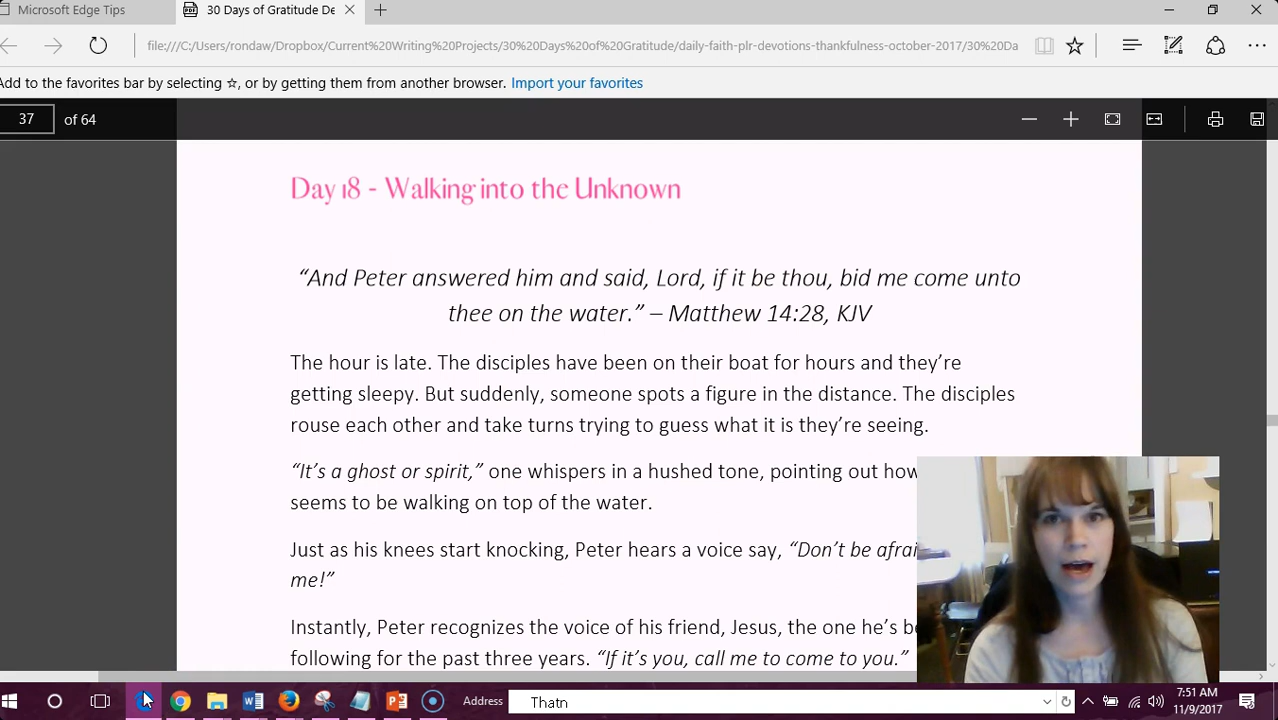 Microsoft Edge Tips
30 Days of Gratitude De
file:///C:/Users/rondaw/Dropbox/Current%20Writing%20Projects/30%20Days%20of%20Gratitude/daily-faith-plr-devotions-thankfulness-october-2017/30%20Da
Add to the favorites bar by selecting ☆, or by getting them from another browser. Import your favorites
37 of 64
Day 18 - Walking into the Unknown
“And Peter answered him and said, Lord, if it be thou, bid me come unto
thee on the water.” – Matthew 14:28, KJV
The hour is late. The disciples have been on their boat for hours and they’re
getting sleepy. But suddenly, someone spots a figure in the distance. The disciples
rouse each other and take turns trying to guess what it is they’re seeing.
“It’s a ghost or spirit,” one whispers in a hushed tone, pointing out how
seems to be walking on top of the water.
Just as his knees start knocking, Peter hears a voice say, “Don’t be afrai
me!”
Instantly, Peter recognizes the voice of his friend, Jesus, the one he’s be
following for the past three years. “If it’s you, call me to come to you.”
Address Thatn
7:51 AM
11/9/2017